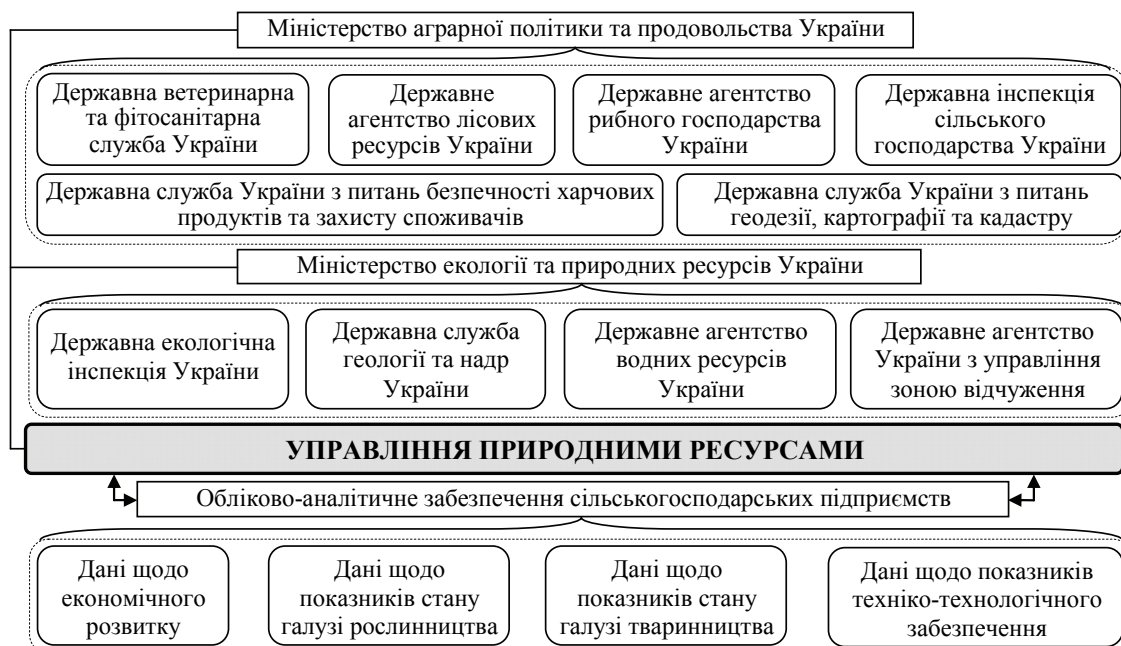 Міністерство аграрної політики та продовольства України
Державна ветеринарна
та фітосанітарна
служба України
Державне
агентство лісових
ресурсів України
Державне агентство
рибного господарства
України
Державна інспекція
сільського
господарства України
Державна служба України з питань безпечності харчових
продуктів та захисту споживачів
Державна служба України з питань
геодезії, картографії та кадастру
Міністерство екології та природних ресурсів України
Державна екологічна
інспекція України
Державна служба
геології та надр
України
Державне агентство
водних ресурсів
України
Державне агентство
України з управління
зоною відчуження
УПРАВЛІННЯ ПРИРОДНИМИ РЕСУРСАМИ
Обліково-аналітичне забезпечення сільськогосподарських підприємств
Дані щодо
економічного
розвитку
Дані щодо
показників стану
галузі рослинництва
Дані щодо
показників стану
галузі тваринництва
Дані щодо показників
техніко-технологічного
забезпечення